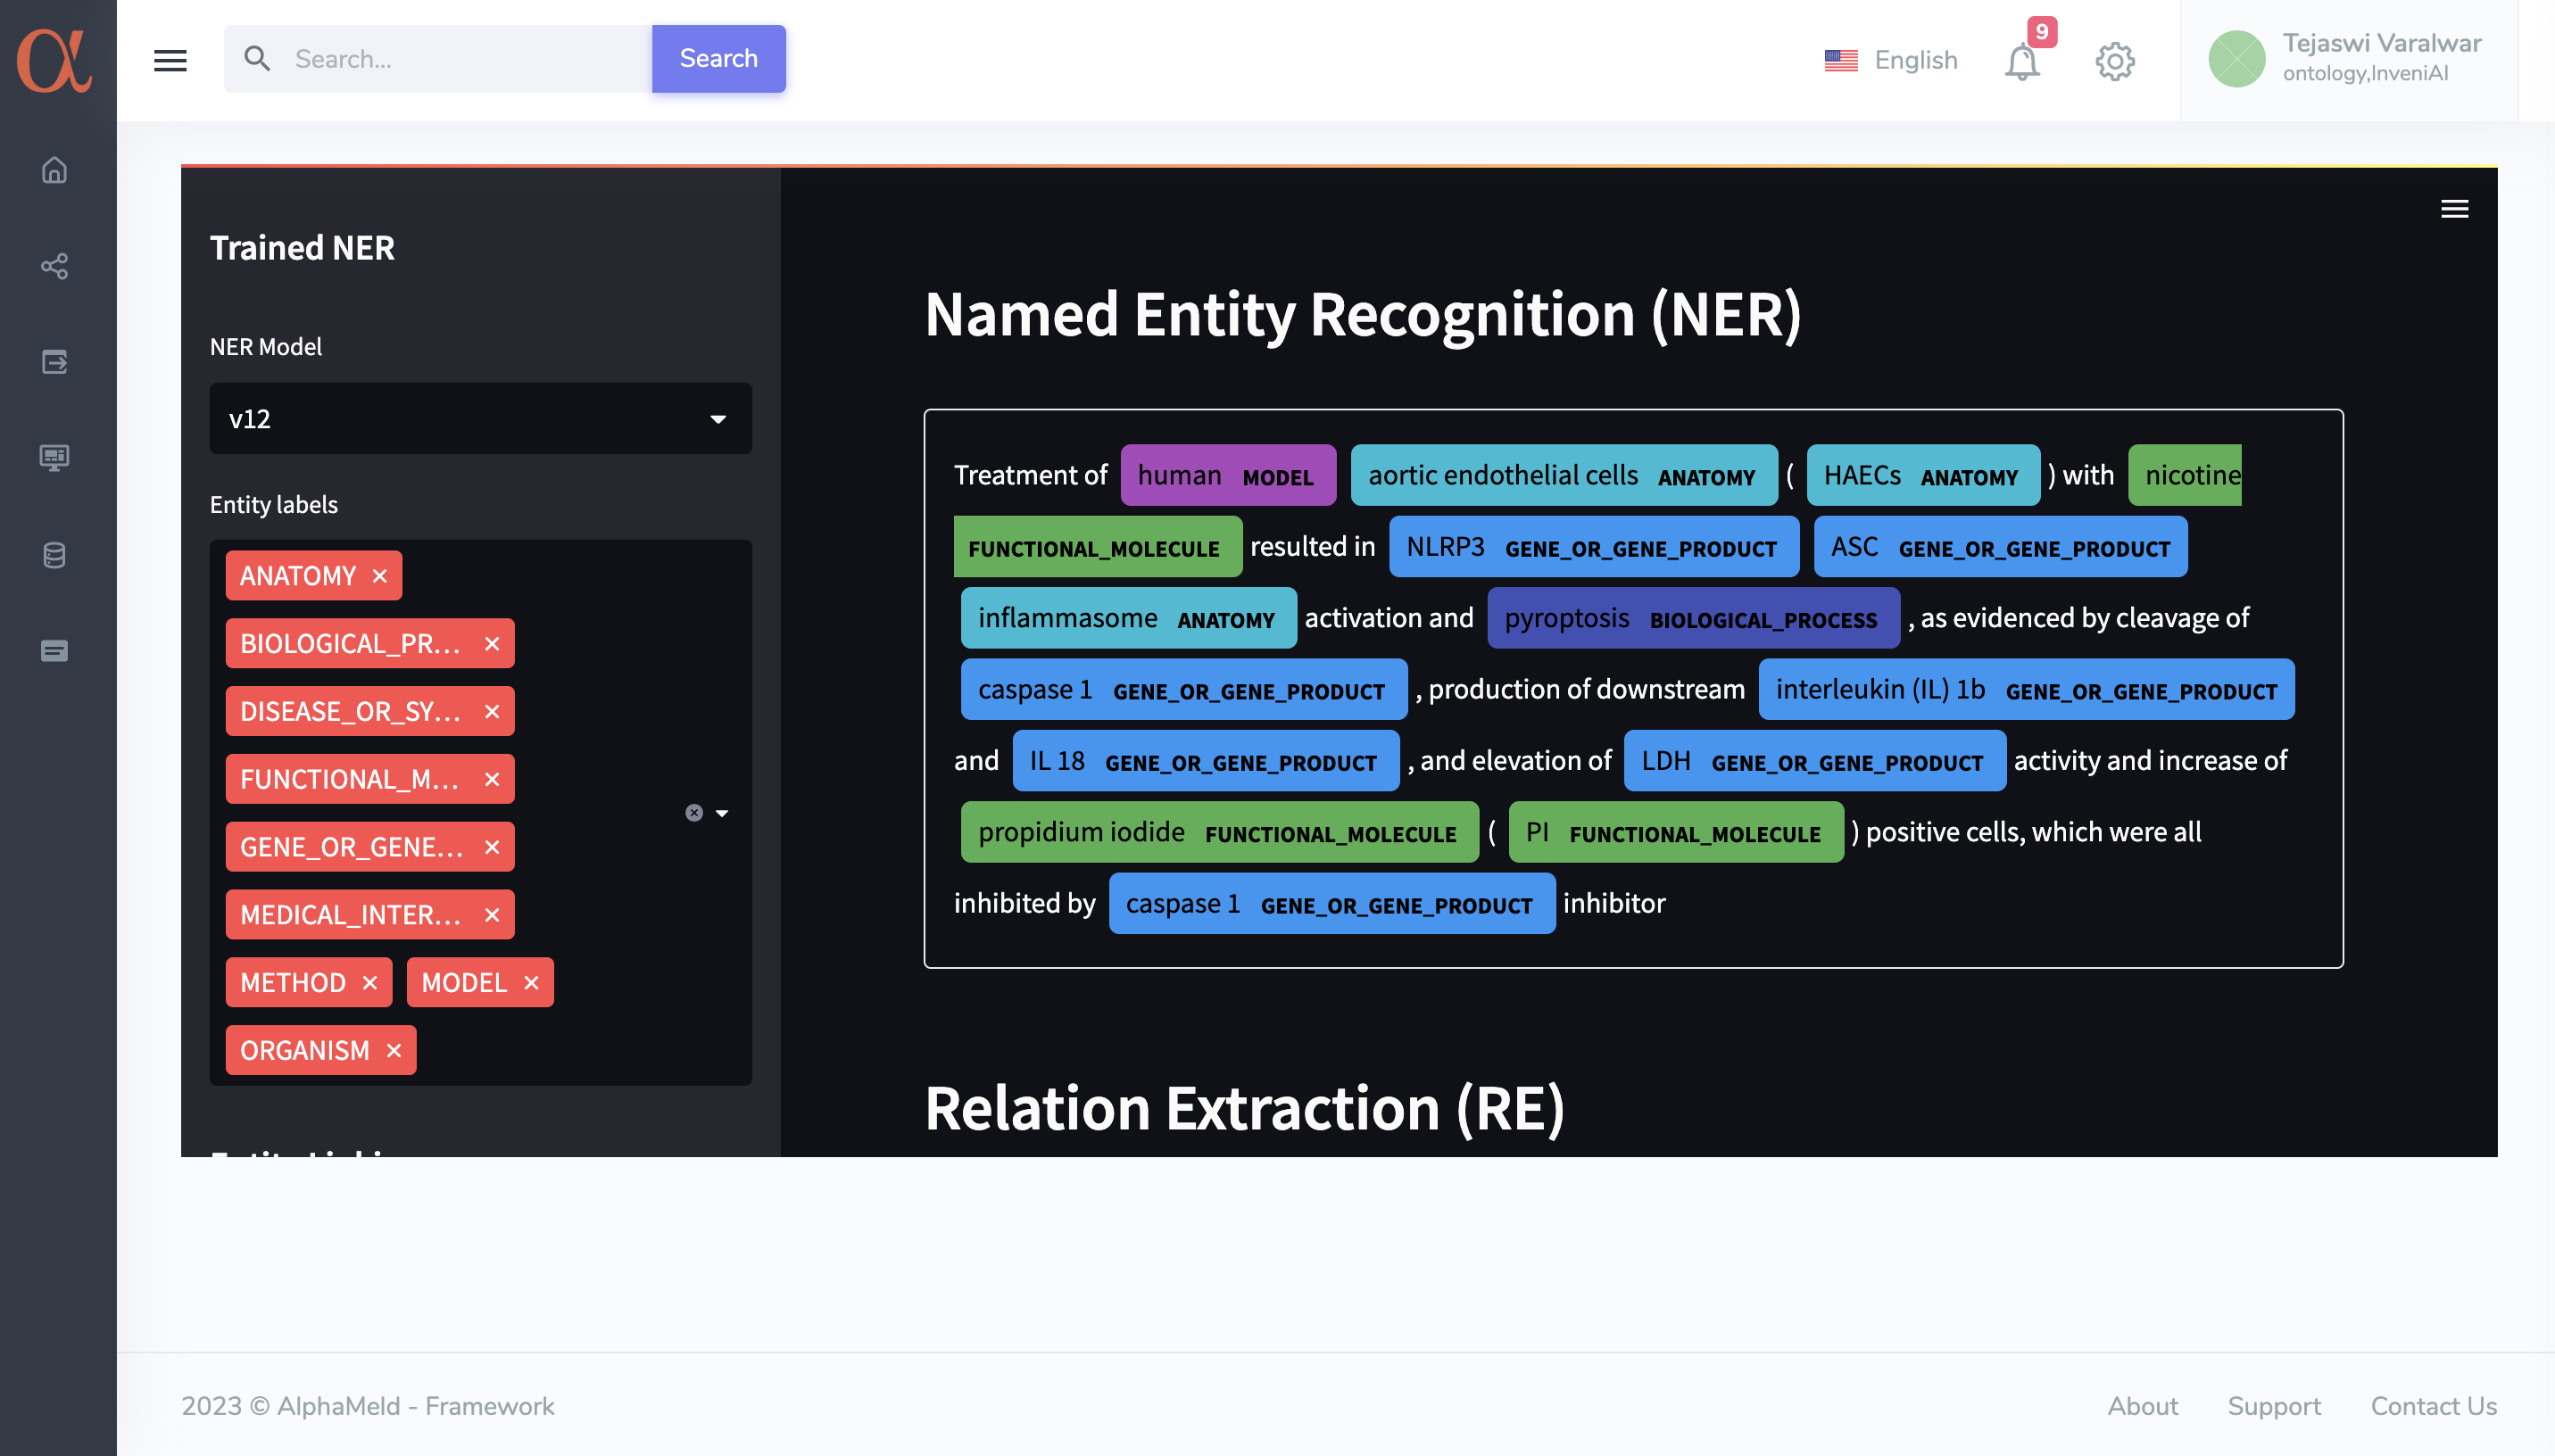 α
Search...
Search
English
9
Tejaswi Varalwar
ontology,InveniAI
Trained NER
NER Model
v12
Entity labels
ANATOMY ×
BIOLOGICAL_PR... ×
DISEASE_OR_SY... ×
FUNCTIONAL_M... ×
GENE_OR_GENE... ×
MEDICAL_INTER... ×
METHOD × MODEL ×
ORGANISM ×
Named Entity Recognition (NER)
Treatment of human MODEL aortic endothelial cells ANATOMY ( HAECs ANATOMY ) with nicotine
FUNCTIONAL_MOLECULE resulted in NLRP3 GENE_OR_GENE_PRODUCT ASC GENE_OR_GENE_PRODUCT
inflammasome ANATOMY activation and pyroptosis BIOLOGICAL_PROCESS , as evidenced by cleavage of
caspase 1 GENE_OR_GENE_PRODUCT , production of downstream interleukin (IL) 1b GENE_OR_GENE_PRODUCT
and IL 18 GENE_OR_GENE_PRODUCT , and elevation of LDH GENE_OR_GENE_PRODUCT activity and increase of
propidium iodide FUNCTIONAL_MOLECULE ( PI FUNCTIONAL_MOLECULE ) positive cells, which were all
inhibited by caspase 1 GENE_OR_GENE_PRODUCT inhibitor
Relation Extraction (RE)
2023 © AlphaMeld - Framework
About Support Contact Us